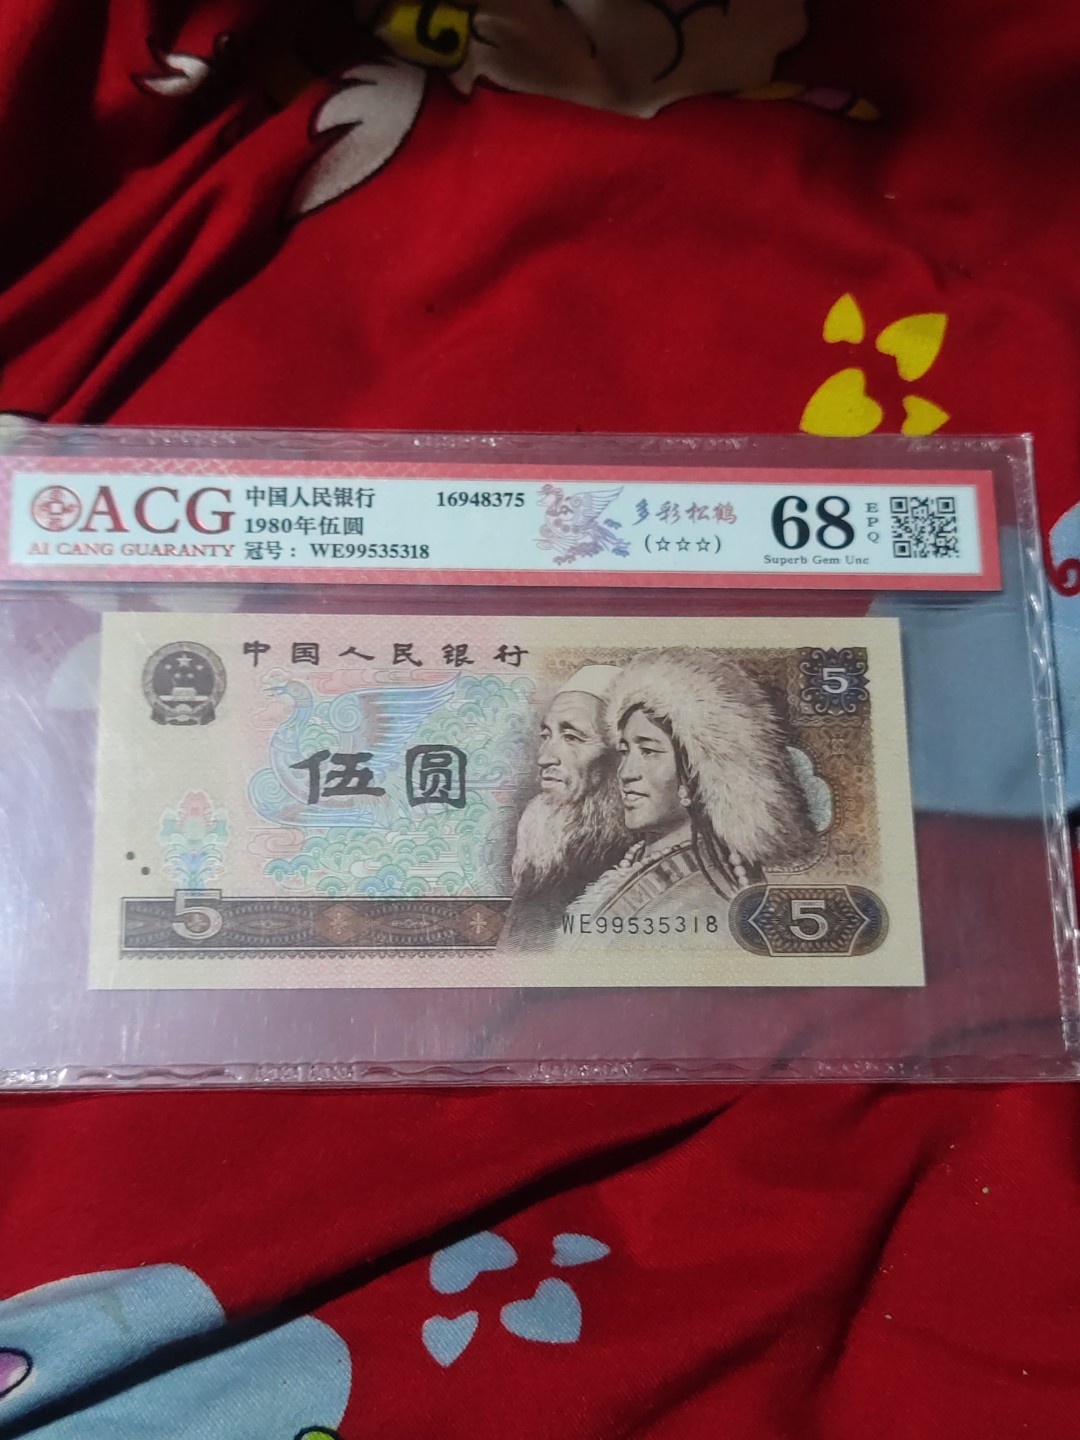 ACG
AI CANG GUARANTY
中国人民银行
1980年伍圆
冠号： WE99535318
16948375
多彩松鹤
(☆☆☆)
68
EPQ
Superb Gem Unc
中国人民银行
5
伍圆
5
WE99535318
5